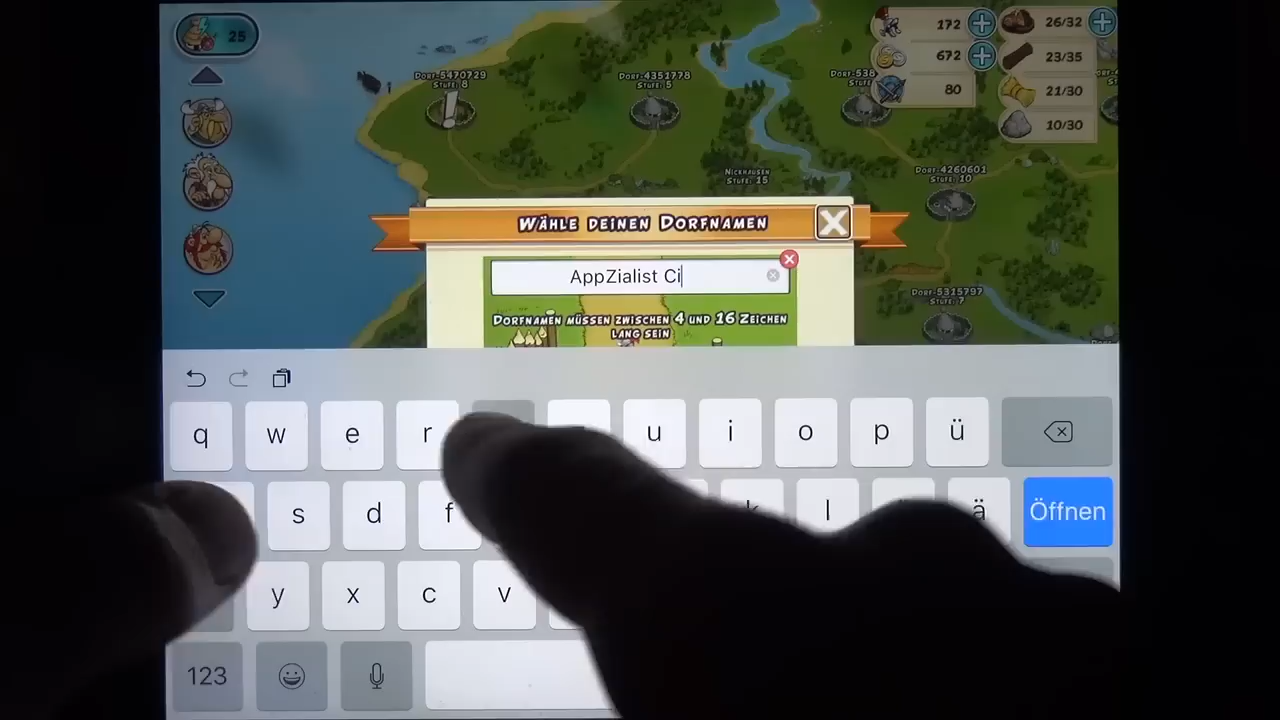 25
172
26/32
672
23/35
80
21/30
10/30
Dorf-5470729
Stufe: 8
Dorf-4351778
Stufe: 5
Dorf-538
Nickhausen
Stufe: 15
Dorf-4260601
Stufe: 10
Dorf-5315797
Stufe: 7
Wähle deinen Dorfnamen
AppZialist Ci
Dorfnamen müssen zwischen 4 und 16 Zeichen
lang sein
q w e r u i o p ü
s d f l ä Öffnen
y x c v
123